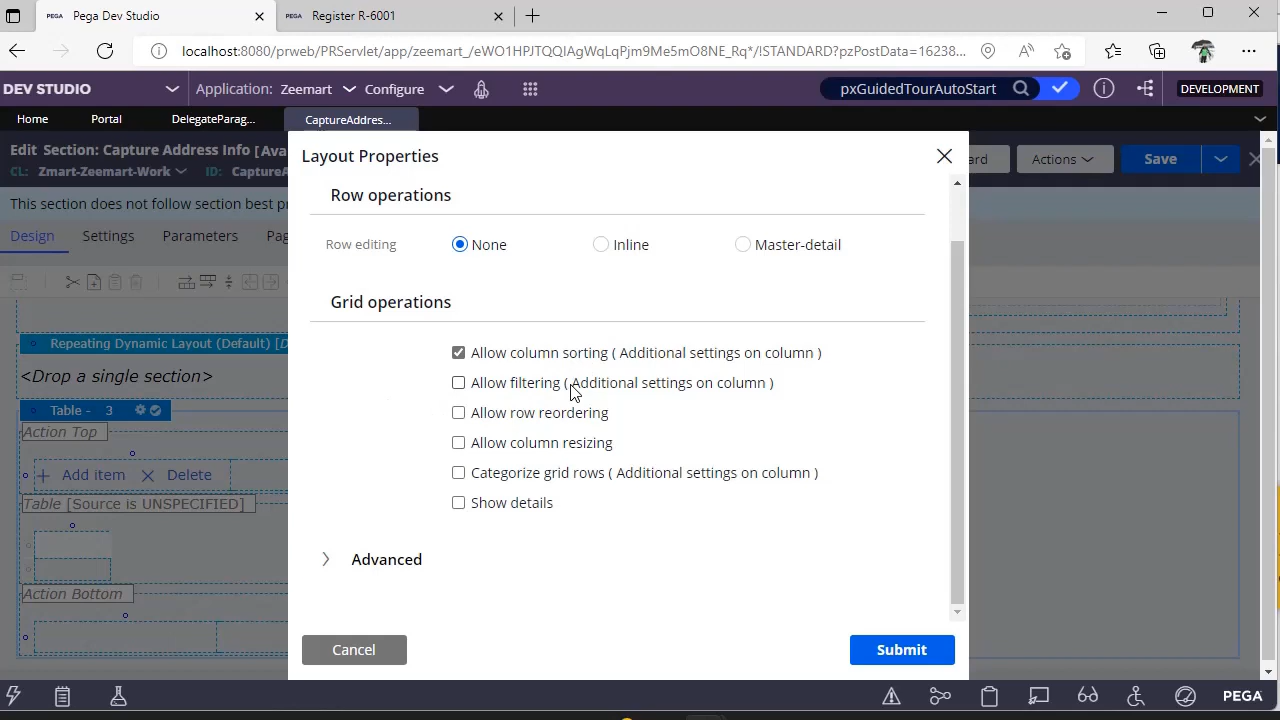 Pega Dev Studio
PEGA Register R-6001
localhost:8080/prweb/PRServlet/app/zeemart_/eWO1HPJTQQIAgWqLqPjm9Me5mO8NE_Rq*/!STANDARD?pzPostData=16238...
DEV STUDIO Application: Zeemart Configure pxGuidedTourAutoStart DEVELOPMENT
Home Portal DelegateParag... CaptureAddres...
Edit Section: Capture Address Info [Ava
CL: Zmart-Zeemart-Work ID: CaptureA
ard Actions Save
This section does not follow section best pr
Design Settings Parameters Pag
Layout Properties
Row operations
Row editing None Inline Master-detail
Grid operations
Allow column sorting ( Additional settings on column )
Allow filtering ( Additional settings on column )
Allow row reordering
Allow column resizing
Categorize grid rows ( Additional settings on column )
Show details
Advanced
Cancel Submit
Repeating Dynamic Layout (Default) [D
<Drop a single section>
Table - 3
Action Top
Add item Delete
Table [Source is UNSPECIFIED]
Action Bottom
PEGA